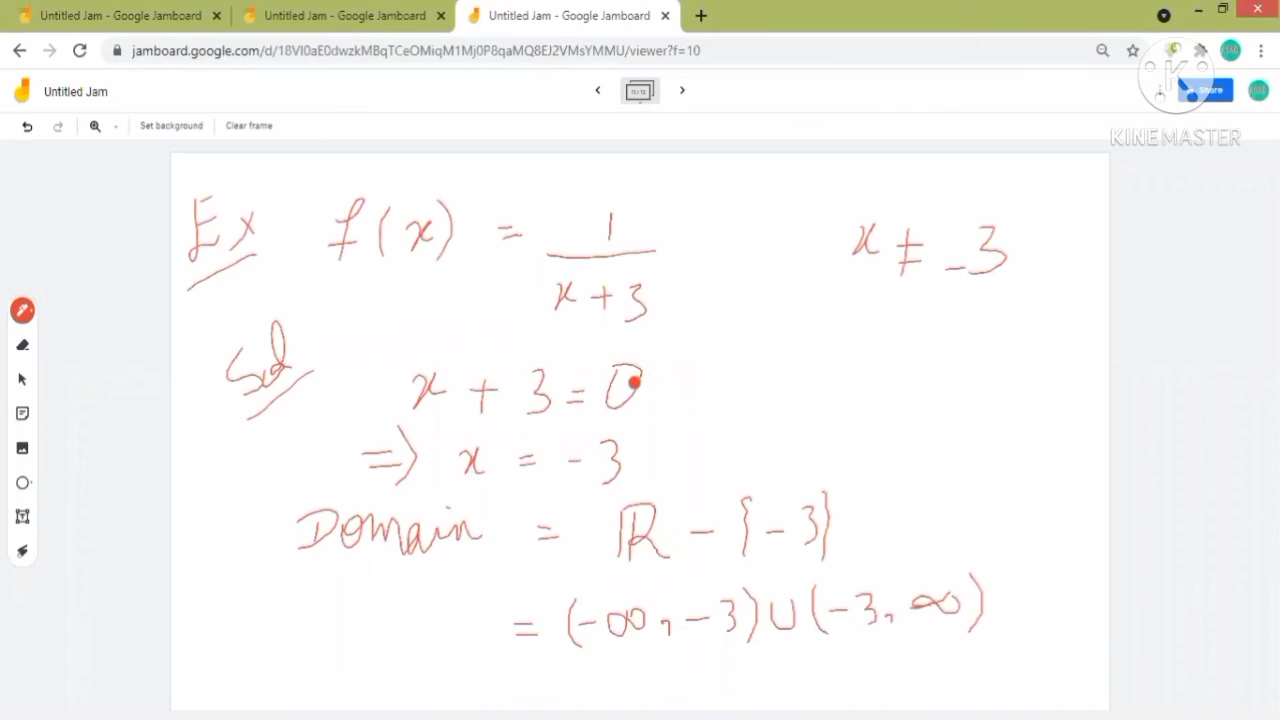 Untitled Jam - Google Jamboard × Untitled Jam - Google Jamboard × Untitled Jam - Google Jamboard ×
jamboard.google.com/d/18VI0aE0dwzkMBqTCeOMiqM1Mj0P8qaMQ8EJ2VMsYMMU/viewer?f=10
Untitled Jam
Share
Set background Clear frame
KINEMASTER
Ex f(x) = 1/(x + 3) x ≠ -3
Sol
x + 3 = 0
=> x = -3
Domain = ℝ - {-3}
= (-∞, -3) ∪ (-3, ∞)